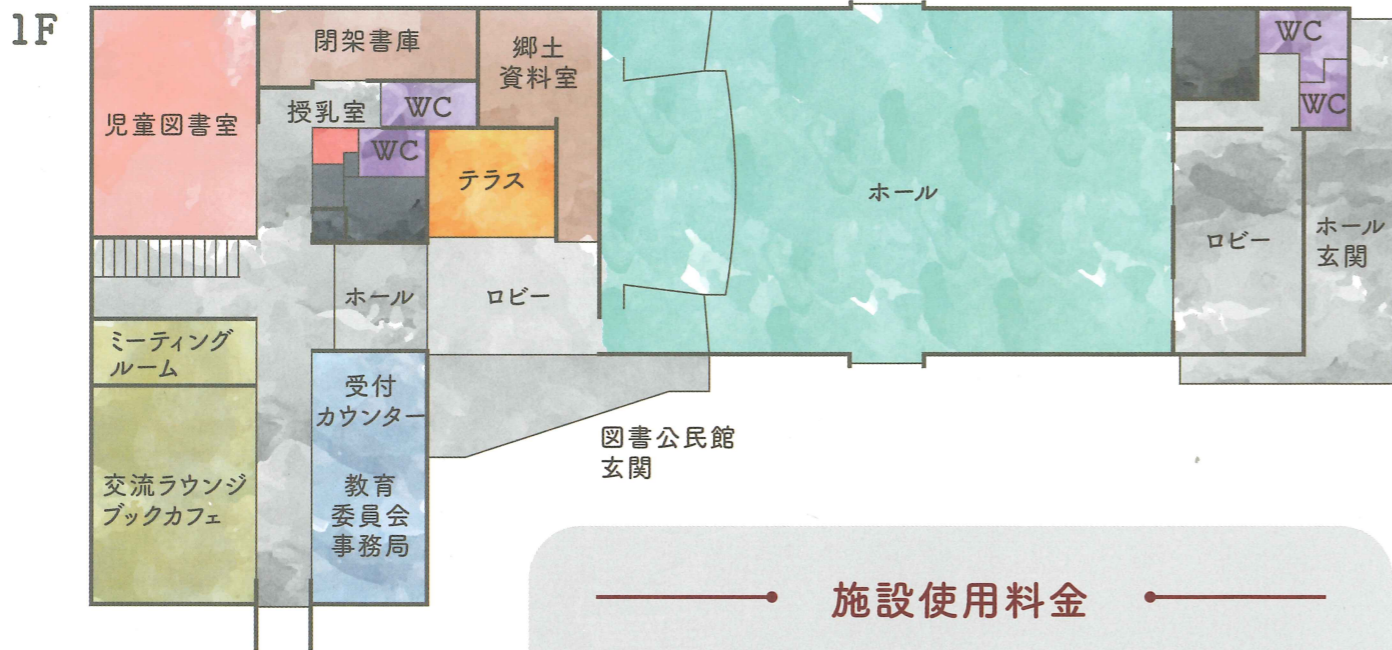 1F
閉架書庫
郷土
資料室
WC
児童図書室
授乳室
WC
WC
WC
テラス
ホール
ロビー
ホール
玄関
ホール
ロビー
ミーティング
ルーム
受付
カウンター
図書公民館
玄関
交流ラウンジ
ブックカフェ
教育
委員会
事務局
施設使用料金